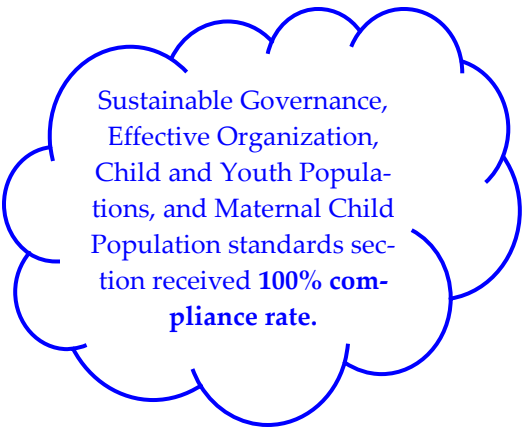 Sustainable Governance,
Effective Organization,
Child and Youth Popula-
tions, and Maternal Child
Population standards sec-
tion received 100% com-
pliance rate.